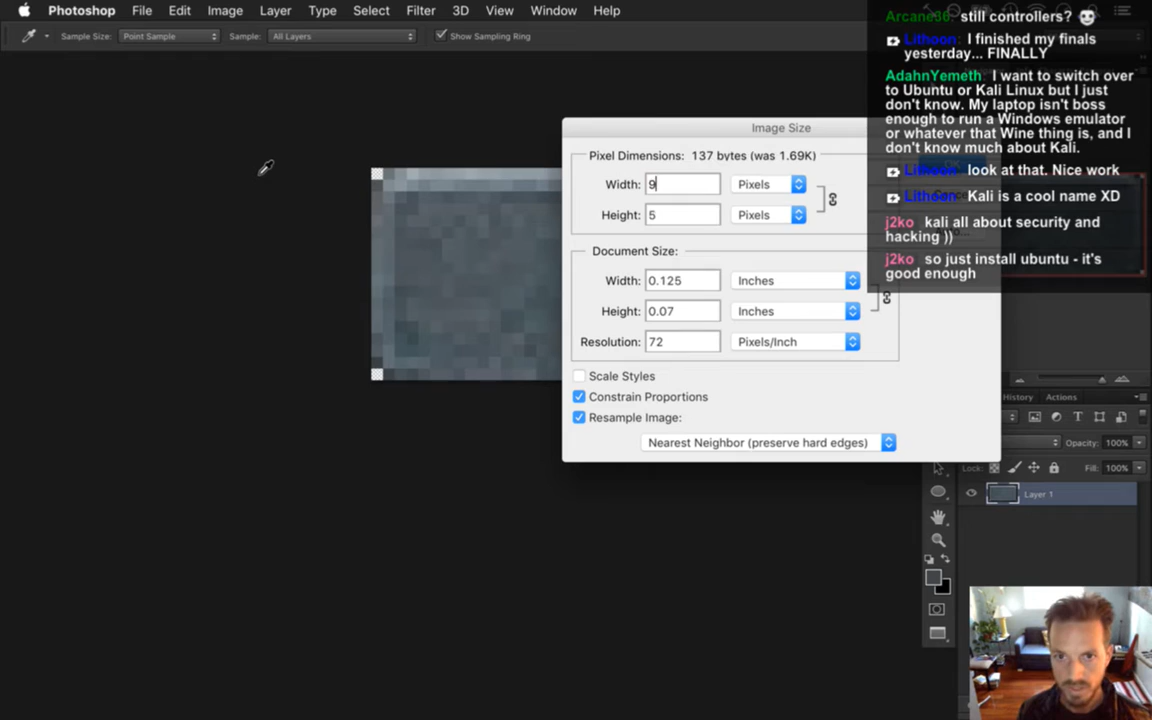 Photoshop File Edit Image Layer Type Select Filter 3D View Window Help
Sample Size: Point Sample Sample: All Layers Show Sampling Ring
Arcane36: still controllers?
Lithoon: I finished my finals
yesterday... FINALLY
AdahnYemeth: I want to switch over
to Ubuntu or Kali Linux but I just
don't know. My laptop isn't boss
enough to run a Windows emulator
or whatever that Wine thing is, and I
don't know much about Kali.
Lithoon: look at that. Nice work
Lithoon: Kali is a cool name XD
j2ko kali all about security and
hacking ))
j2ko so just install ubuntu - it's
good enough
Image Size
Pixel Dimensions: 137 bytes (was 1.69K)
Width: 9 Pixels
Height: 5 Pixels
Document Size:
Width: 0.125 Inches
Height: 0.07 Inches
Resolution: 72 Pixels/Inch
Scale Styles
Constrain Proportions
Resample Image:
Nearest Neighbor (preserve hard edges)
History Actions
Opacity: 100%
Lock: Fill: 100%
Layer 1